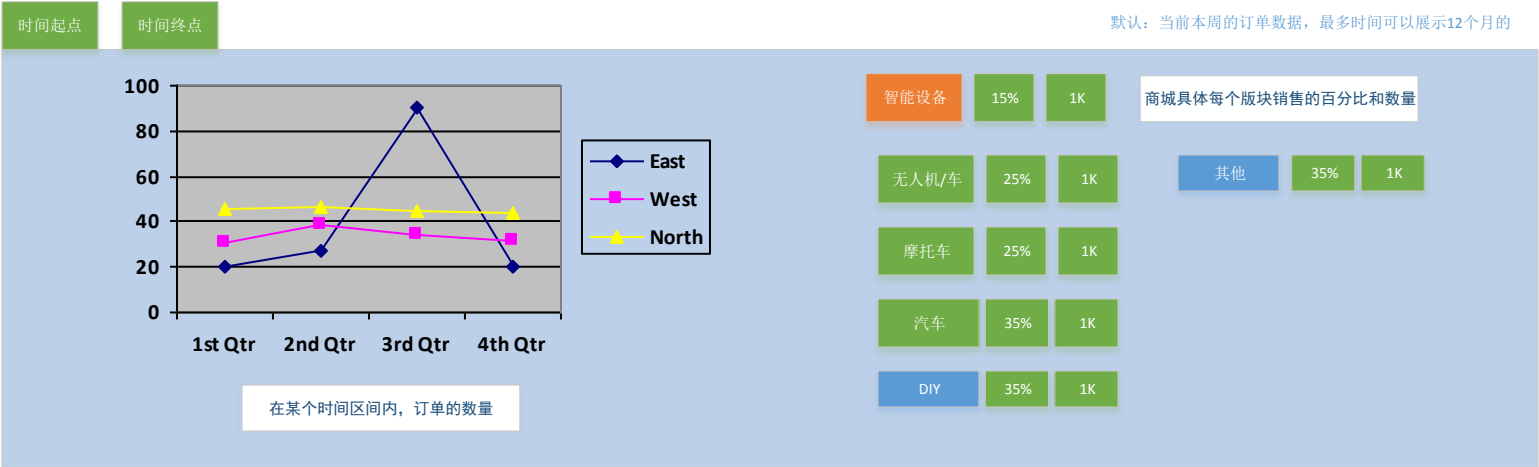 时间起点
时间终点
默认：当前本周的订单数据，最多时间可以展示12个月的
100
80
60
40
20
0
1st Qtr 2nd Qtr 3rd Qtr 4th Qtr
East
West
North
在某个时间区间内，订单的数量
智能设备 15% 1K
商城具体每个版块销售的百分比和数量
无人机/车 25% 1K
其他 35% 1K
摩托车 25% 1K
汽车 35% 1K
DIY 35% 1K